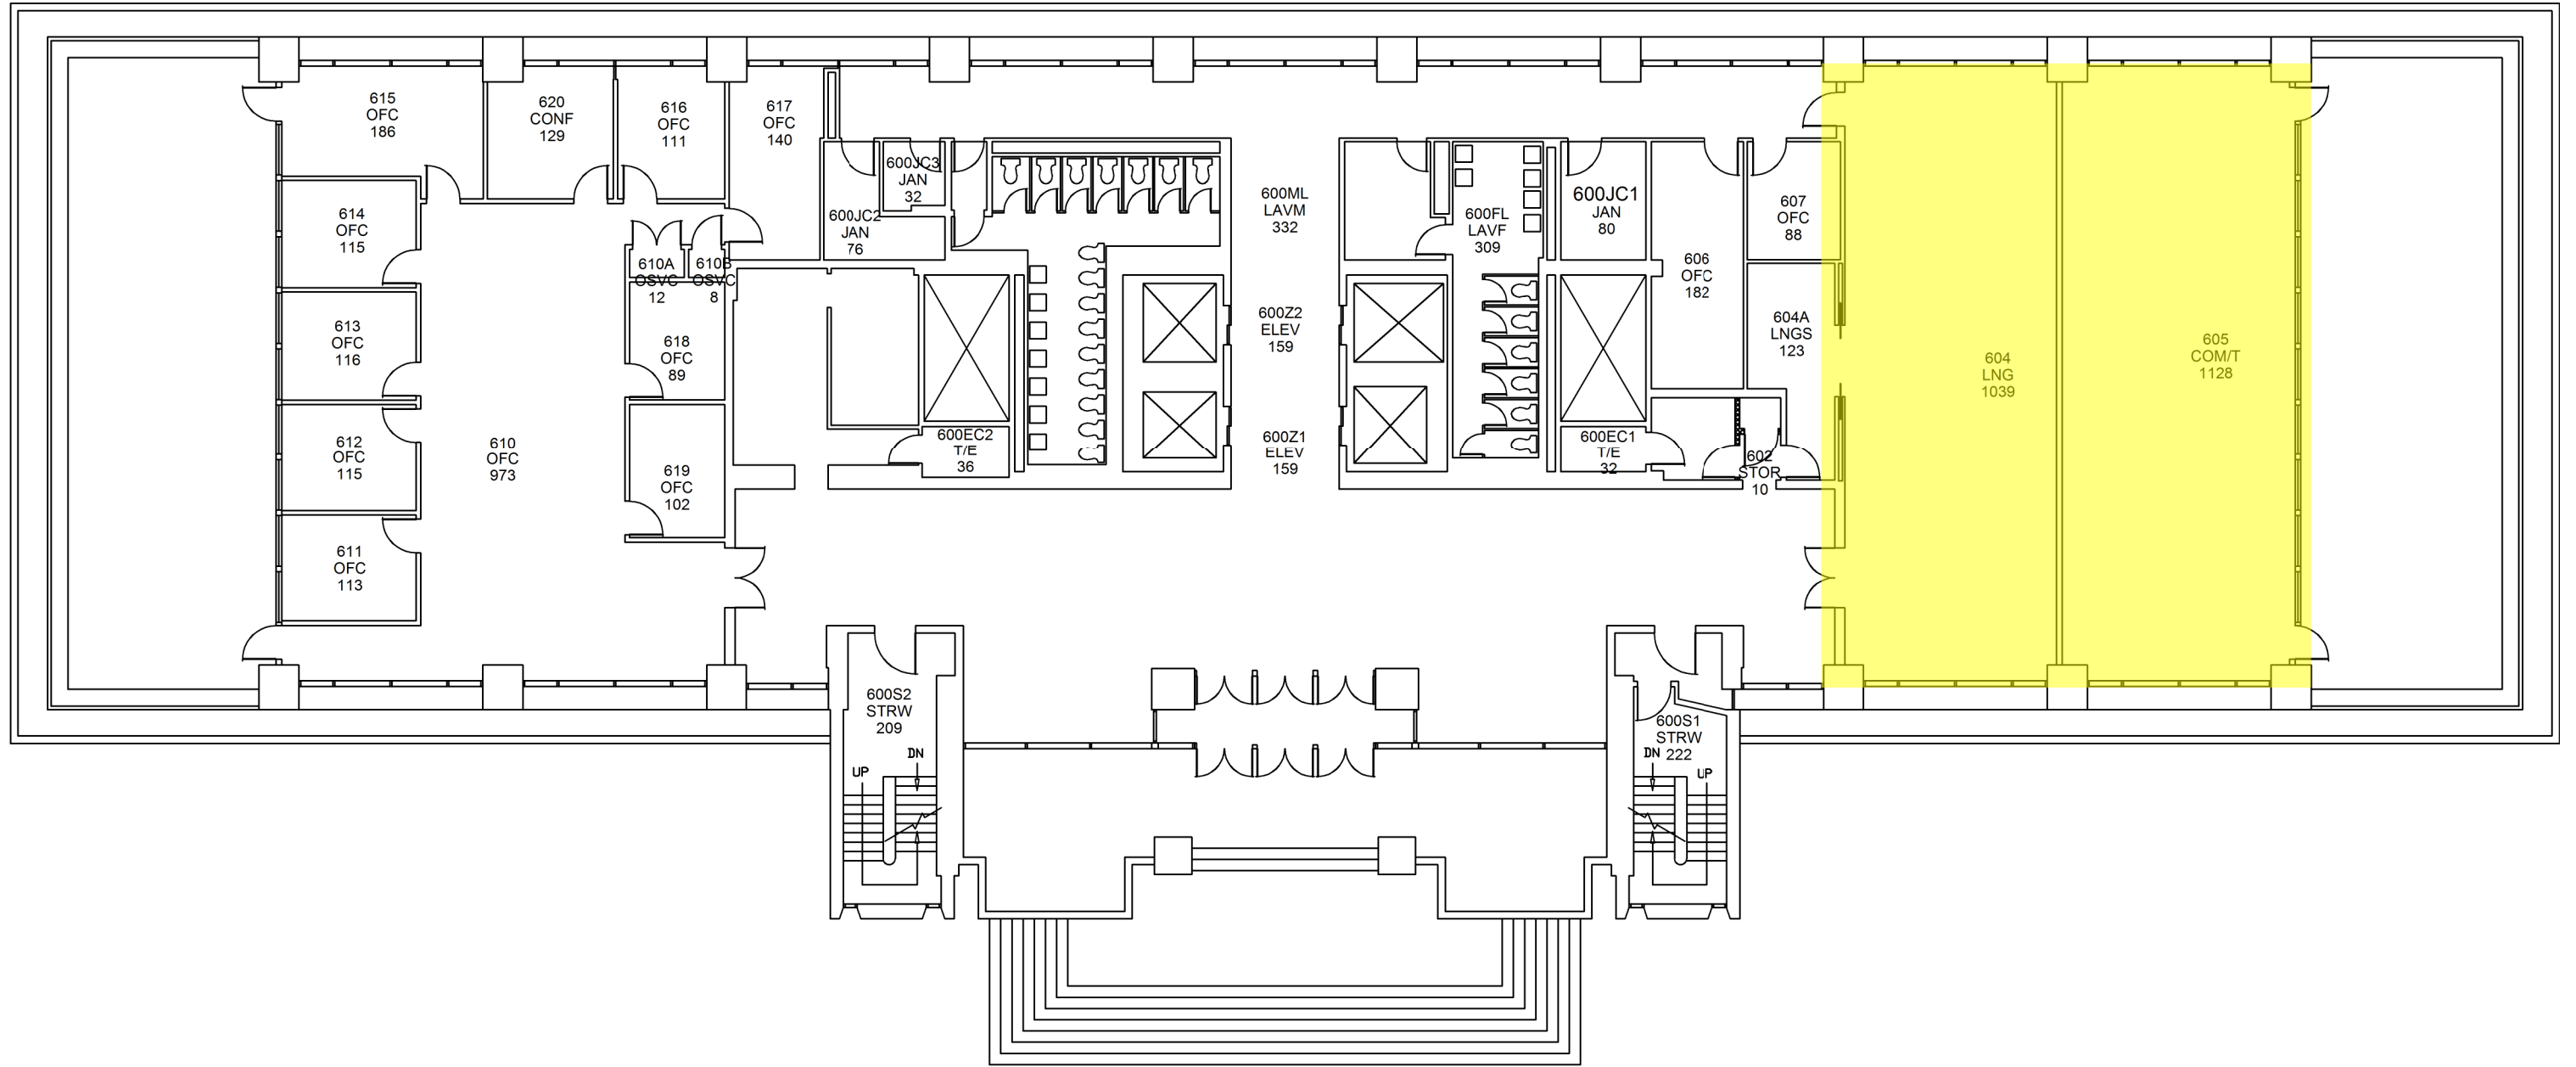 615
OFC
186
620
CONF
129
616
OFC
111
617
OFC
140
600JC3
JAN
32
600JC2
JAN
76
600ML
LAVM
332
600FL
LAVF
309
600JC1
JAN
80
607
OFC
88
614
OFC
115
610A
OSVC
12
610B
OSVC
8
606
OFC
182
613
OFC
116
618
OFC
89
600Z2
ELEV
159
604A
LNGS
123
604
LNG
1039
605
COM/T
1128
612
OFC
115
610
OFC
973
619
OFC
102
600EC2
T/E
36
600Z1
ELEV
159
600EC1
T/E
32
602
STOR
10
611
OFC
113
600S2
STRW
209
DN
UP
600S1
STRW
222
DN
UP